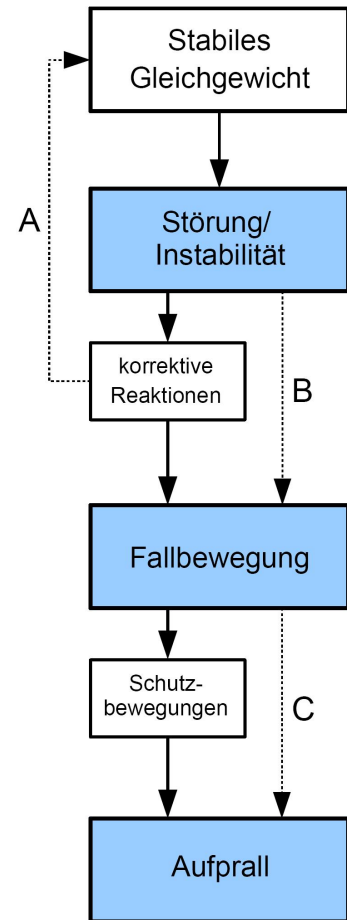 Stabiles
Gleichgewicht
A
Störung/
Instabilität
korrektive
Reaktionen
B
Fallbewegung
Schutz-
bewegungen
C
Aufprall